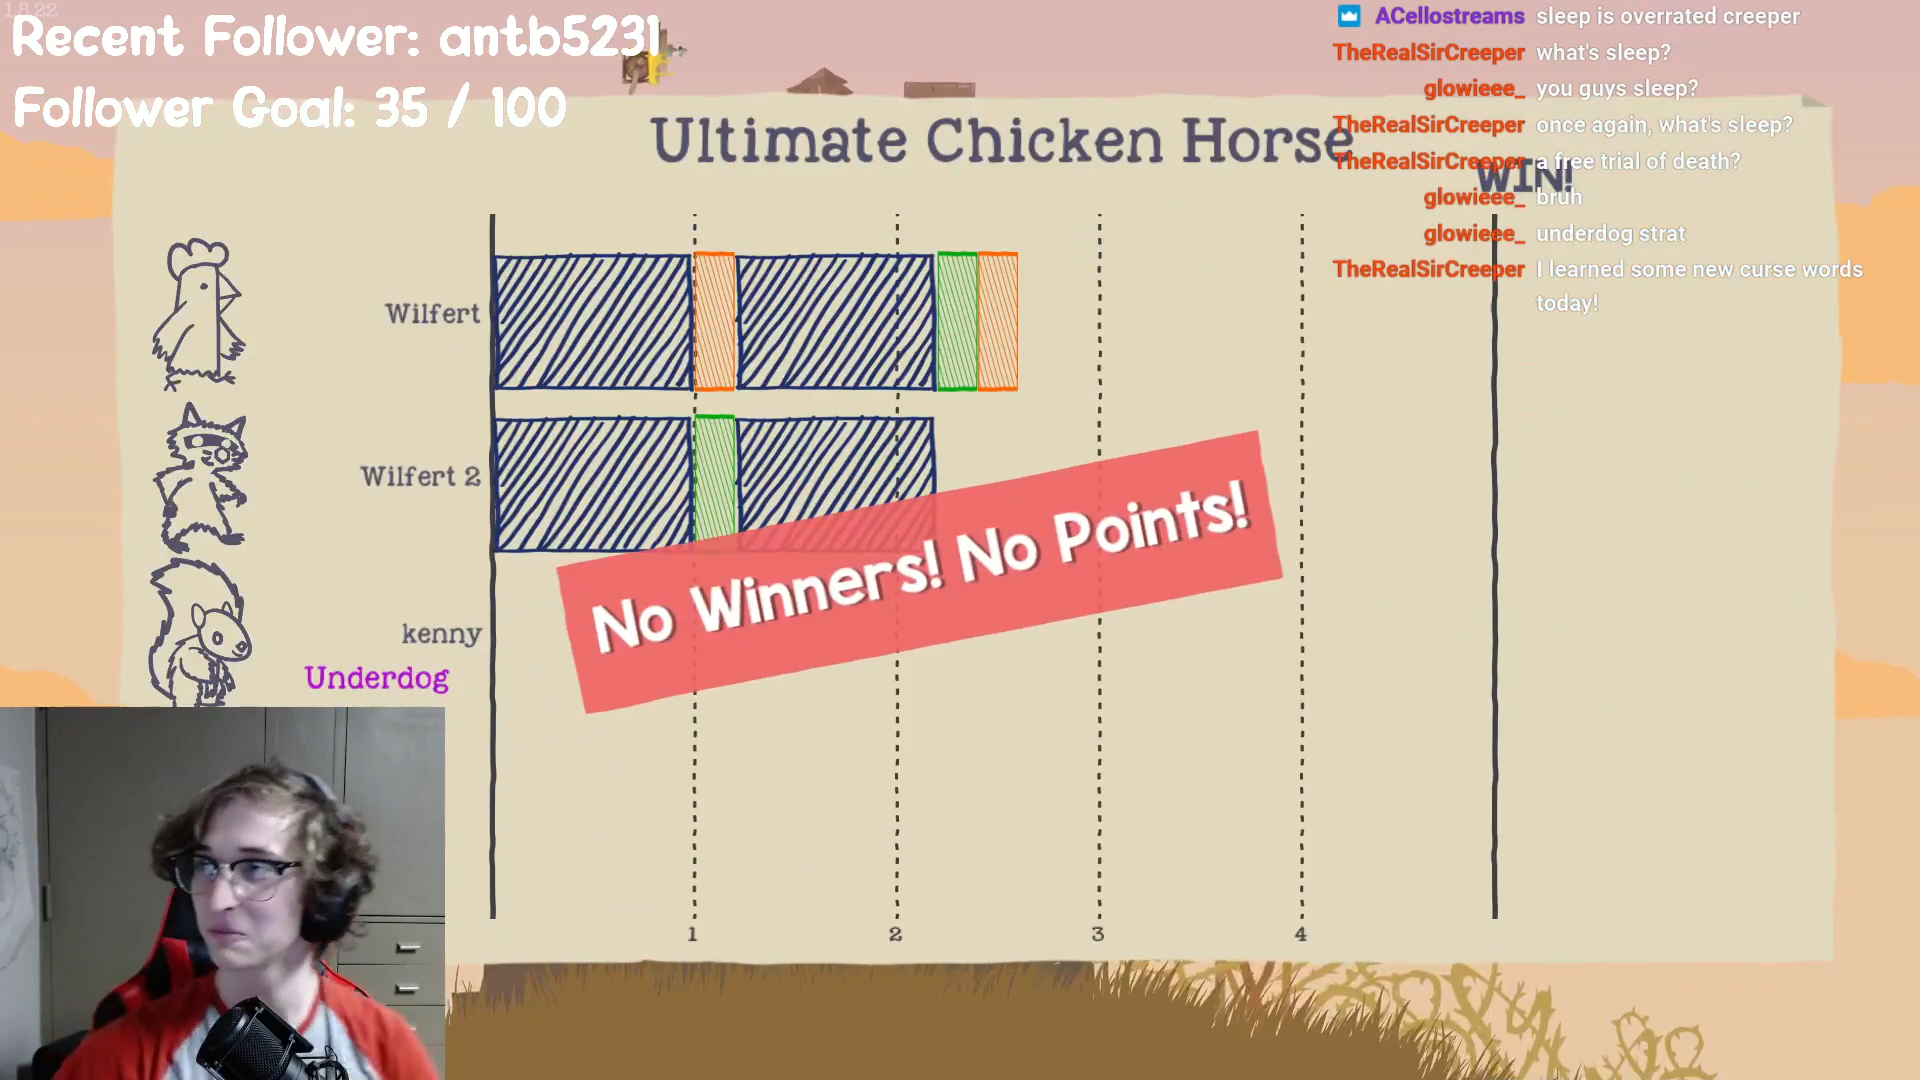 1.8.22
Recent Follower: antb5231
Follower Goal: 35 / 100
ACellostreams sleep is overrated creeper
TheRealSirCreeper what's sleep?
glowieee_ you guys sleep?
TheRealSirCreeper once again, what's sleep?
TheRealSirCreeper a free trial of death?
glowieee_ bruh
glowieee_ underdog strat
TheRealSirCreeper I learned some new curse words
today!
Ultimate Chicken Horse
WIN!
Wilfert
Wilfert 2
kenny
Underdog
No Winners! No Points!
1 2 3 4